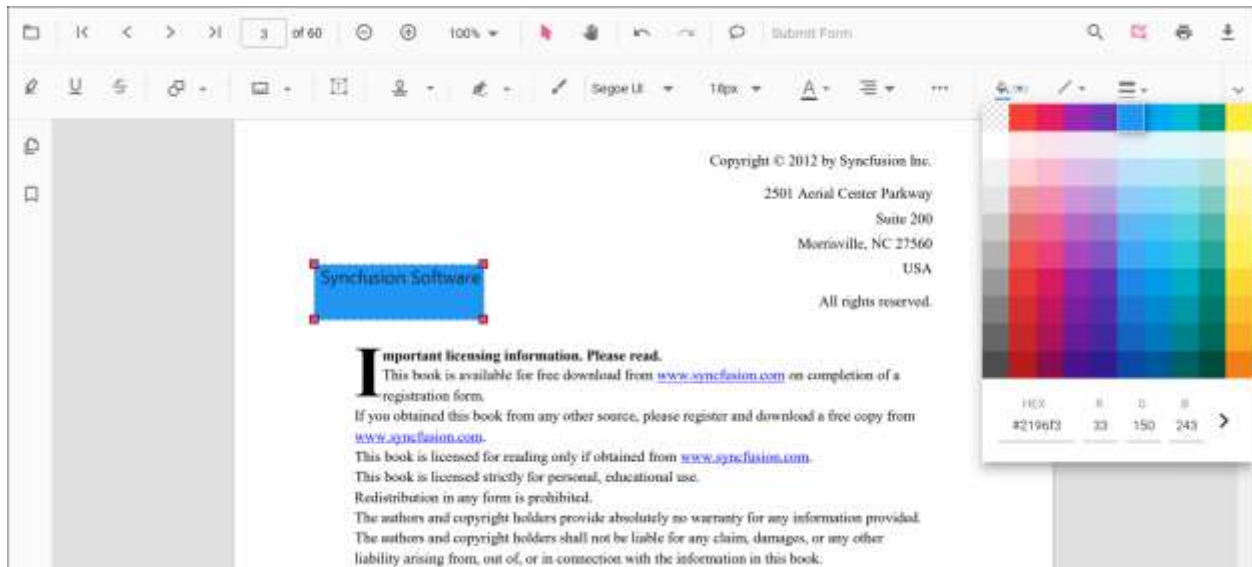 3 of 60 100% Submit Form
Segoe UI 18px A
Copyright © 2012 by Syncfusion Inc.
2501 Aerial Center Parkway
Suite 200
Morrisville, NC 27560
USA
All rights reserved.
Syncfusion Software
Important licensing information. Please read.
This book is available for free download from www.syncfusion.com on completion of a
registration form.
If you obtained this book from any other source, please register and download a free copy from
www.syncfusion.com.
This book is licensed for reading only if obtained from www.syncfusion.com.
This book is licensed strictly for personal, educational use.
Redistribution in any form is prohibited.
The authors and copyright holders provide absolutely no warranty for any information provided.
The authors and copyright holders shall not be liable for any claim, damages, or any other
liability arising from, out of, or in connection with the information in this book.
HEX R G B
#2196f3 33 150 243